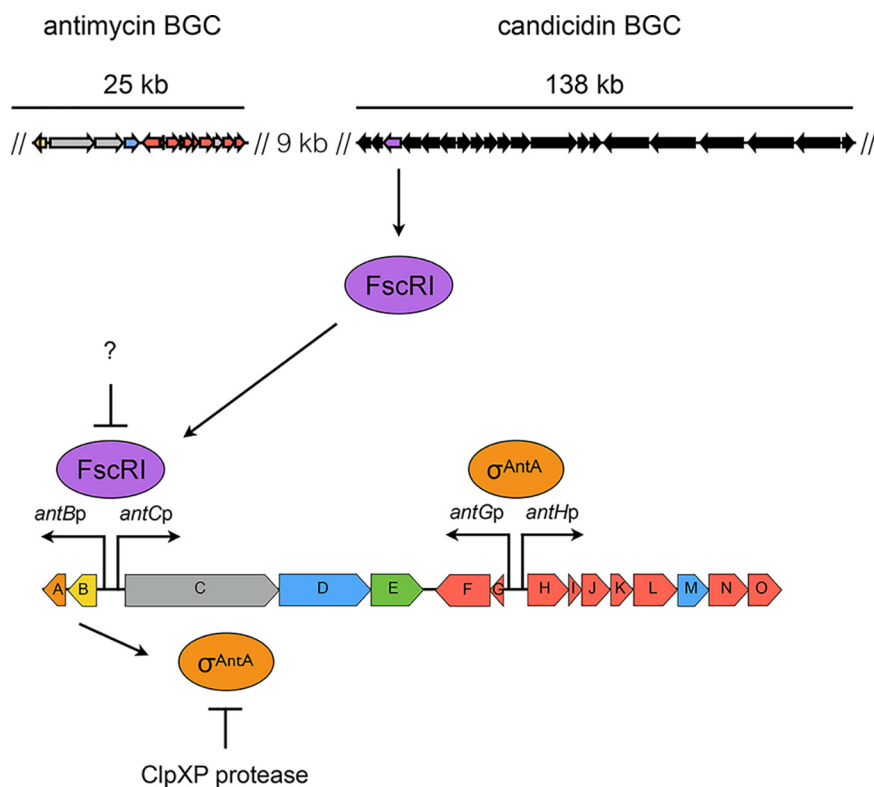 antimycin BGC candicidin BGC
25 kb 138 kb
// // 9 kb // //
FscRI
?
FscRI σAntA
antBp antCp antGp antHp
A B C D E F G H I J K L M N O
σAntA
ClpXP protease